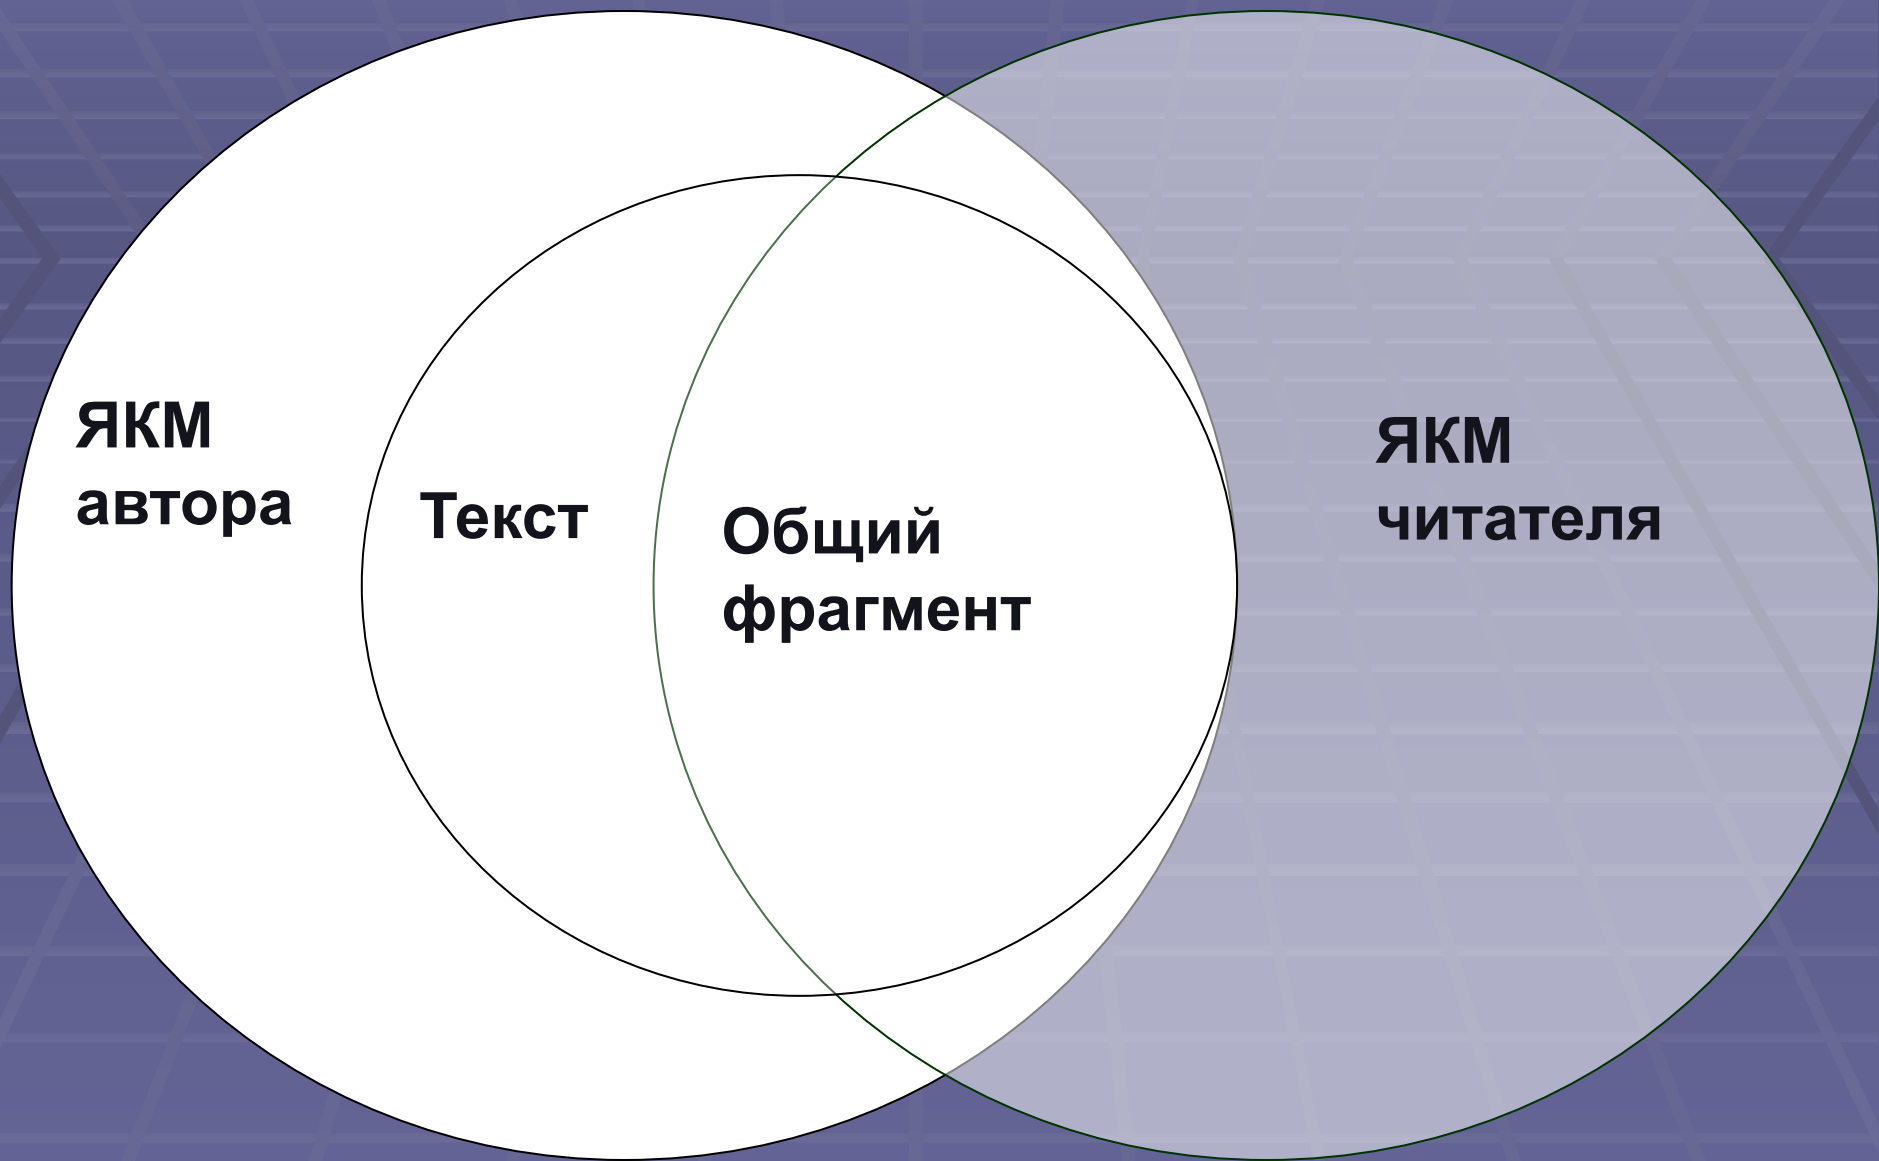 ЯКМ
автора
Текст
Общий
фрагмент
ЯКМ
читателя